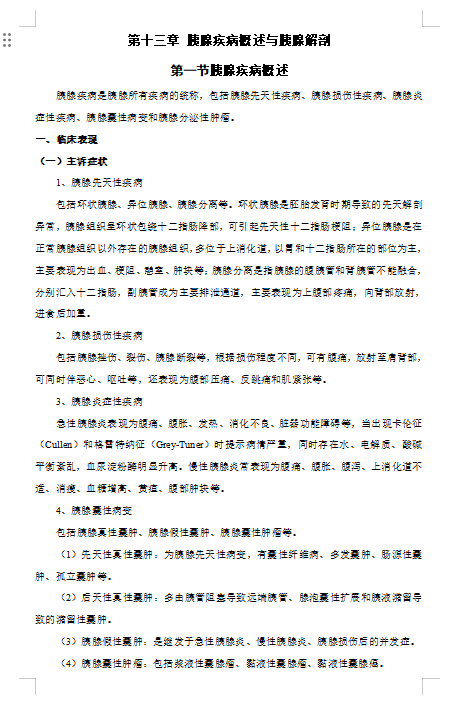 第十三章 胰腺疾病概述与胰腺解剖
第一节胰腺疾病概述
胰腺疾病是胰腺所有疾病的统称，包括胰腺先天性疾病、胰腺损伤性疾病、胰腺炎
症性疾病、胰腺囊性病变和胰腺分泌性肿瘤。
一、临床表现
（一）主诉症状
1、胰腺先天性疾病
包括环状胰腺、异位胰腺、胰腺分离等。环状胰腺是胚胎发育时期导致的先天解剖
异常，胰腺组织呈环状包绕十二指肠降部，可引起先天性十二指肠梗阻；异位胰腺是在
正常胰腺组织以外存在的胰腺组织，多位于上消化道，以胃和十二指肠所在的部位为主，
主要表现为出血、梗阻、憩室、肿块等；胰腺分离是指胰腺的腹胰管和背胰管不能融合，
分别汇入十二指肠，副胰管成为主要排泄通道，主要表现为上腹部疼痛，向背部放射，
进食后加重。
2、胰腺损伤性疾病
包括胰腺挫伤、裂伤、胰腺断裂等，根据损伤程度不同，可有腹痛，放射至肩背部，
可同时伴恶心、呕吐等，还表现为腹部压痛、反跳痛和肌紧张等。
3、胰腺炎症性疾病
急性胰腺炎表现为腹痛、腹胀、发热、消化不良、脏器功能障碍等，当出现卡伦征
（Cullen）和格雷特纳征（Grey-Tuner）时提示病情严重，同时存在水、电解质、酸碱
平衡紊乱，血尿淀粉酶明显升高。慢性胰腺炎常表现为腹痛、腹胀、腹泻、上消化道不
适、消瘦、血糖增高、黄疸、腹部肿块等。
4、胰腺囊性病变
包括胰腺真性囊肿、胰腺假性囊肿、胰腺囊性肿瘤等。
（1）先天性真性囊肿：为胰腺先天性病变，有囊性纤维病、多发囊肿、肠源性囊
肿、孤立囊肿等。
（2）后天性真性囊肿：多由胰管阻塞导致远端胰管、腺泡囊性扩展和胰液潴留导
致的潴留性囊肿。
（3）胰腺假性囊肿：是继发于急性胰腺炎、慢性胰腺炎、胰腺损伤后的并发症。
（4）胰腺囊性肿瘤：包括浆液性囊腺瘤、黏液性囊腺瘤、黏液性囊腺癌。